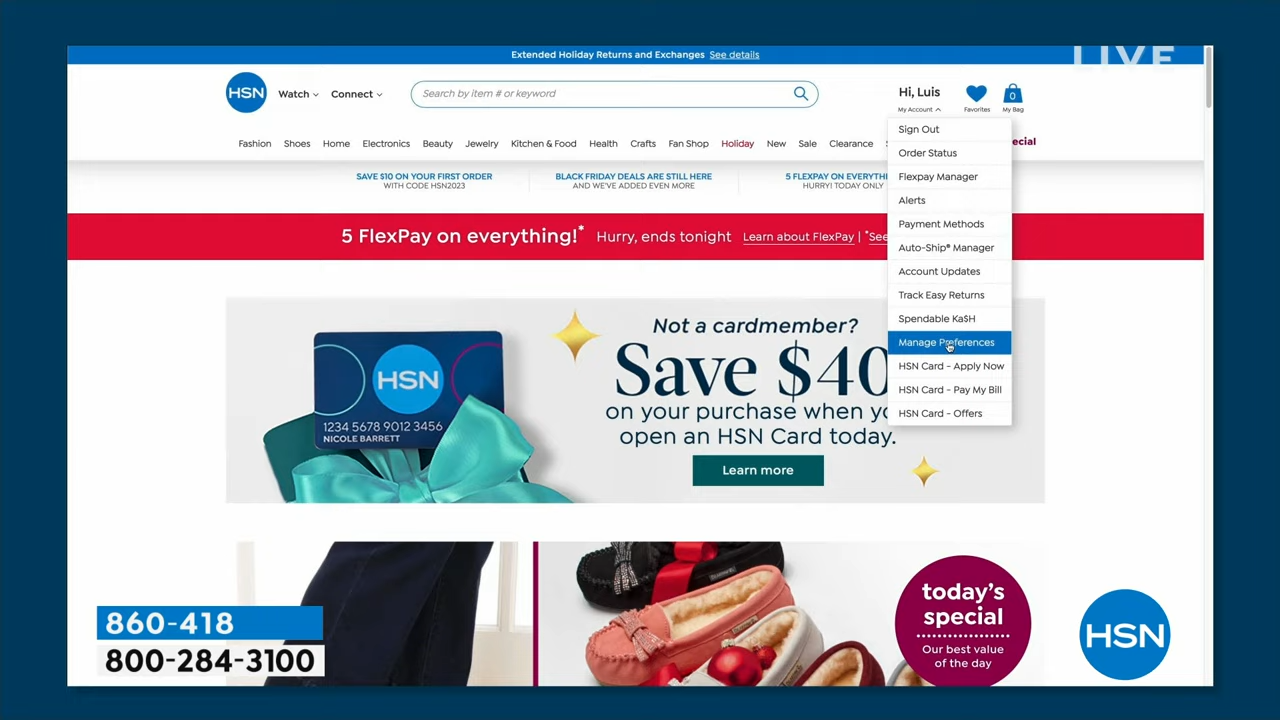 Extended Holiday Returns and Exchanges See details
LIVE
HSN
Watch
Connect
Search by item # or keyword
Hi, Luis
My Account
Favorites
0
My Bag
Fashion
Shoes
Home
Electronics
Beauty
Jewelry
Kitchen & Food
Health
Crafts
Fan Shop
Holiday
New
Sale
Clearance
ecial
Sign Out
Order Status
Flexpay Manager
Alerts
Payment Methods
Auto-Ship® Manager
Account Updates
Track Easy Returns
Spendable Ka$H
Manage Preferences
HSN Card - Apply Now
HSN Card - Pay My Bill
HSN Card - Offers
SAVE $10 ON YOUR FIRST ORDER
WITH CODE HSN2023
BLACK FRIDAY DEALS ARE STILL HERE
AND WE'VE ADDED EVEN MORE
5 FLEXPAY ON EVERYTHI
HURRY! TODAY ONLY
5 FlexPay on everything!* Hurry, ends tonight Learn about FlexPay | *See
HSN
1234 5678 9012 3456
NICOLE BARRETT
Not a cardmember?
Save $40
on your purchase when yo
open an HSN Card today.
Learn more
today's
special
Our best value
of the day
860-418
800-284-3100
HSN